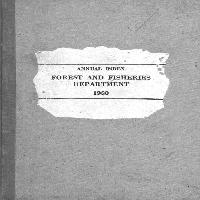 ANNUAL INDEX
FOREST AND FISHERIES
DEPARTMENT
1960